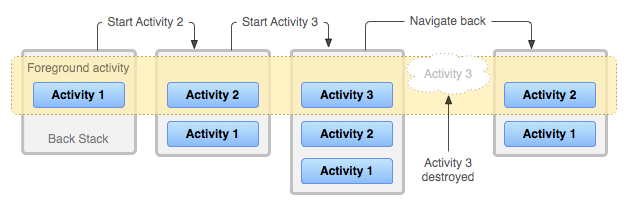 Start Activity 2
Start Activity 3
Navigate back
Foreground activity
Activity 1
Activity 2
Activity 3
Activity 3
Activity 2
Back Stack
Activity 1
Activity 2
Activity 1
Activity 1
Activity 3
destroyed